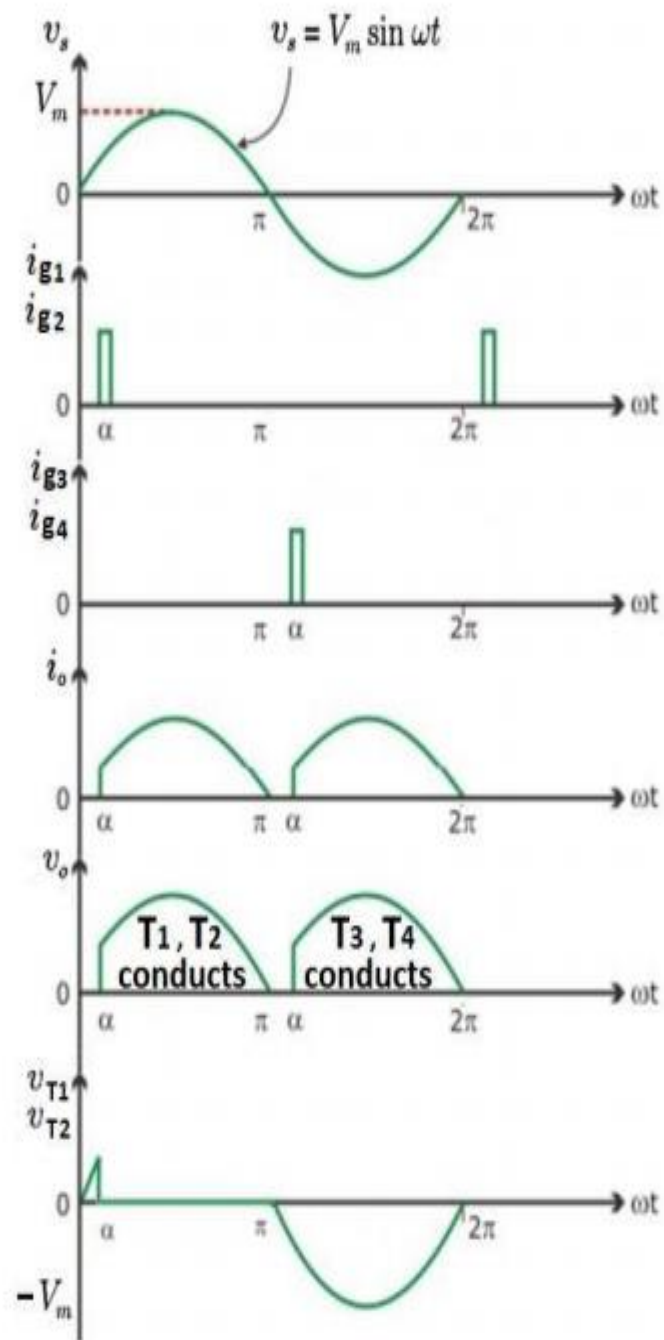 v_s
v_s = V_m sin ωt
V_m
0
π
2π
ωt
i_g1
i_g2
0
α
π
2π
ωt
i_g3
i_g4
0
π
α
2π
ωt
i_o
0
α
π
α
2π
ωt
v_o
T1 , T2
conducts
T3 , T4
conducts
0
α
π
α
2π
ωt
v_T1
v_T2
0
α
π
2π
ωt
-V_m